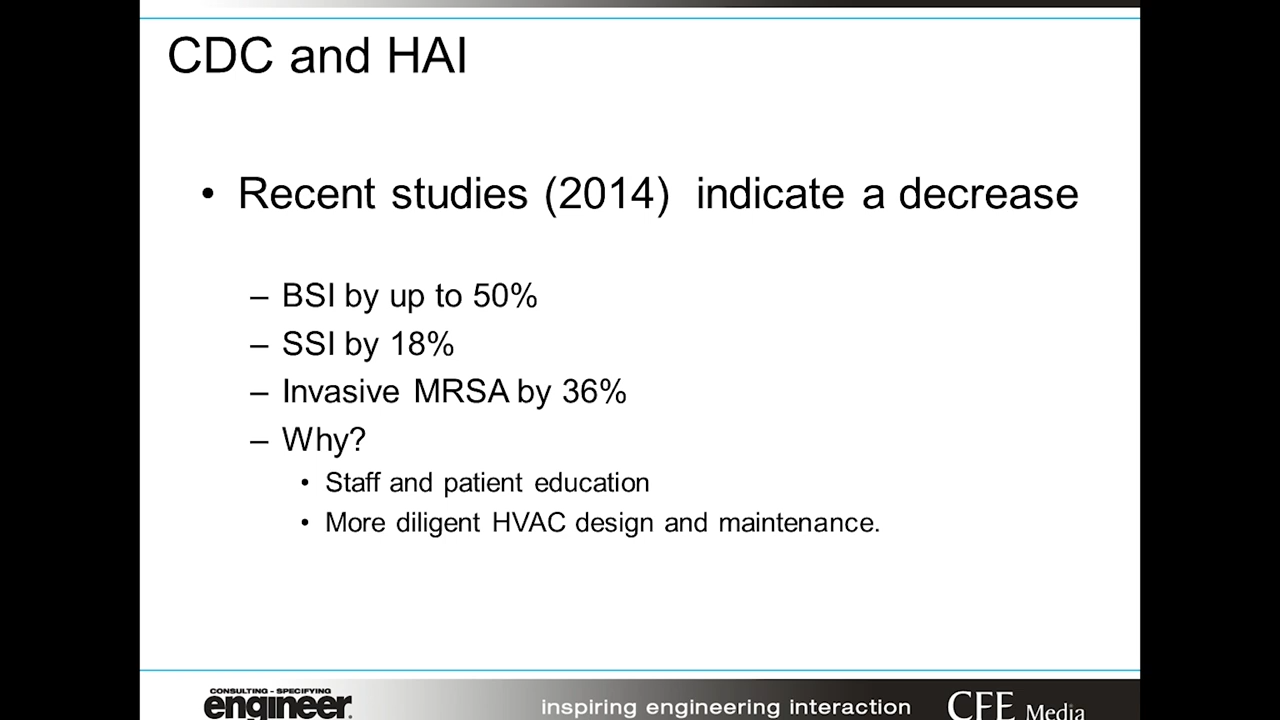 CDC and HAI
• Recent studies (2014) indicate a decrease
– BSI by up to 50%
– SSI by 18%
– Invasive MRSA by 36%
– Why?
• Staff and patient education
• More diligent HVAC design and maintenance.
CONSULTING - SPECIFYING
engineer
inspiring engineering interaction
CFE Media